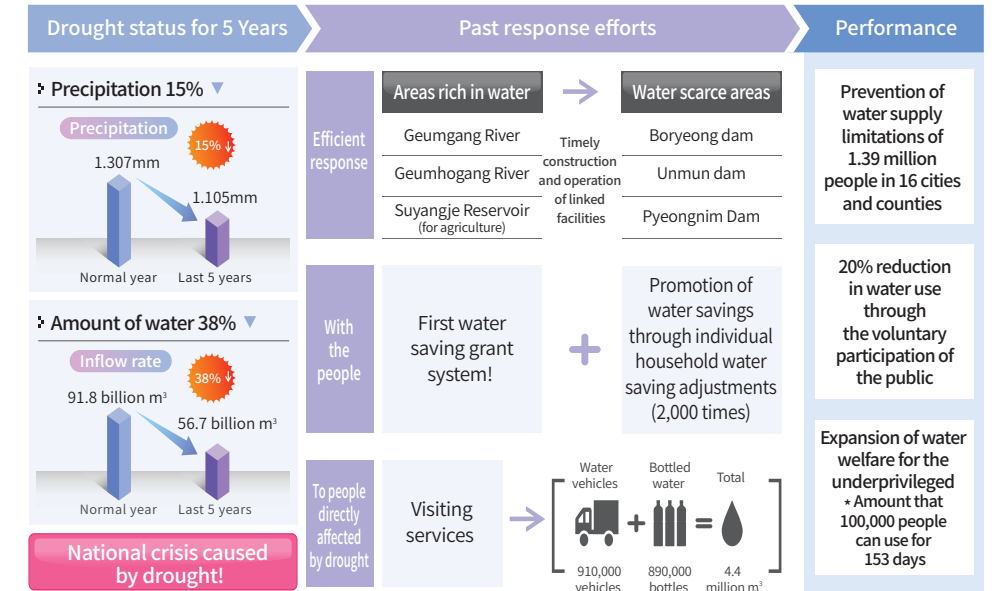 Drought status for 5 Years
Past response efforts
Performance
Precipitation 15% ▼
Precipitation
15% ↓
1.307mm
1.105mm
Normal year
Last 5 years
Amount of water 38% ▼
Inflow rate
38% ↓
91.8 billion m³
56.7 billion m³
Normal year
Last 5 years
National crisis caused
by drought!
Efficient
response
Areas rich in water
Water scarce areas
Geumgang River
Geumhogang River
Suyangje Reservoir
(for agriculture)
Timely
construction
and operation
of linked
facilities
Boryeong dam
Unmun dam
Pyeongnim Dam
With
the
people
First water
saving grant
system!
+
Promotion of
water savings
through individual
household water
saving adjustments
(2,000 times)
To people
directly
affected
by drought
Visiting
services
Water
vehicles
Bottled
water
Total
+
=
910,000
vehicles
890,000
bottles
4.4
million m³
Prevention of
water supply
limitations of
1.39 million
people in 16 cities
and counties
20% reduction
in water use
through
the voluntary
participation of
the public
Expansion of water
welfare for the
underprivileged
* Amount that
100,000 people
can use for
153 days